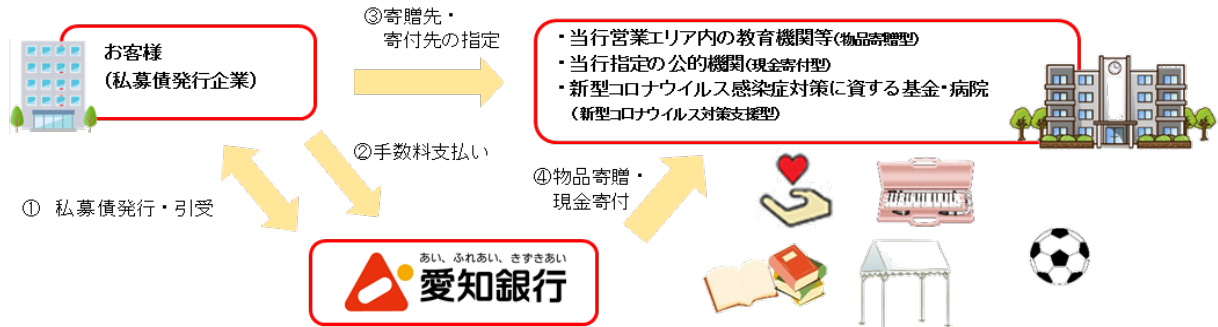 ③寄贈先・
寄付先の指定
お客様
(私募債発行企業)
・当行営業エリア内の教育機関等(物品寄贈型)
・当行指定の公的機関(現金寄付型)
・新型コロナウイルス感染症対策に資する基金・病院
(新型コロナウイルス対策支援型)
②手数料支払い
④物品寄贈・
現金寄付
① 私募債発行・引受
あい、ふれあい、きずきあい
愛知銀行